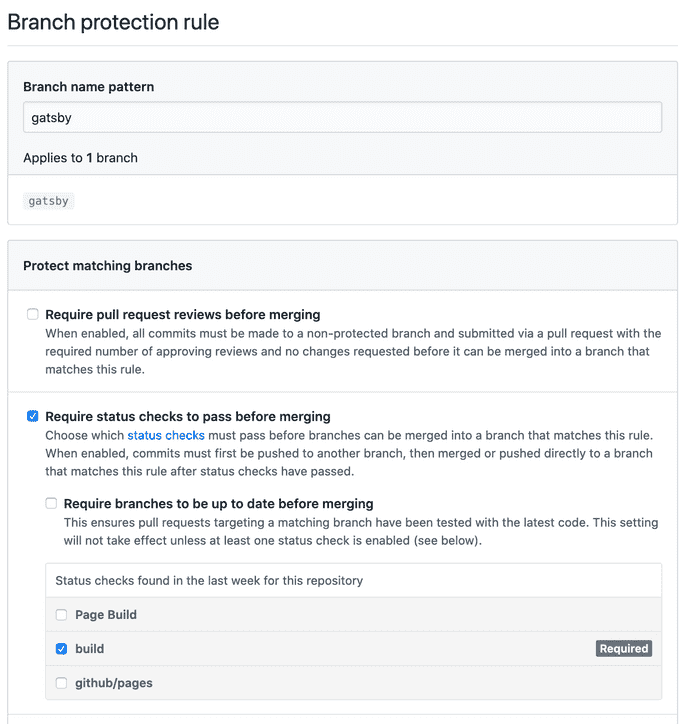 Branch protection rule
Branch name pattern
gatsby
Applies to 1 branch
gatsby
Protect matching branches
Require pull request reviews before merging
When enabled, all commits must be made to a non-protected branch and submitted via a pull request with the
required number of approving reviews and no changes requested before it can be merged into a branch that
matches this rule.
Require status checks to pass before merging
Choose which status checks must pass before branches can be merged into a branch that matches this rule.
When enabled, commits must first be pushed to another branch, then merged or pushed directly to a branch
that matches this rule after status checks have passed.
Require branches to be up to date before merging
This ensures pull requests targeting a matching branch have been tested with the latest code. This setting
will not take effect unless at least one status check is enabled (see below).
Status checks found in the last week for this repository
Page Build
build Required
github/pages